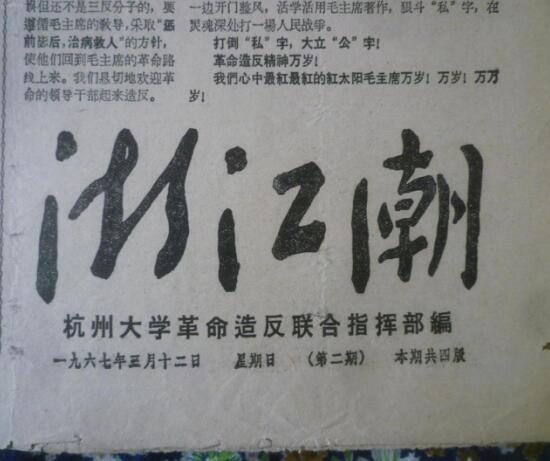 但还不是三反分子的，要
遵循毛主席的教导，采取“惩
前毖后，治病救人”的方针，
使他们回到毛主席的革命路
线上来。我们恳切地欢迎革
命的领导干部起来造反。
一边开门整风，活学活用毛主席著作，狠斗“私”字，在
灵魂深处打一場人民战争。
打倒“私”字，大立“公”字！
革命造反精神万岁！
我們心中最紅最紅的紅太阳毛主席万岁！万岁！万万
岁！
浙江潮
杭州大学革命造反联合指挥部編
一九六七年三月十二日 星期日 （第二期） 本期共四版